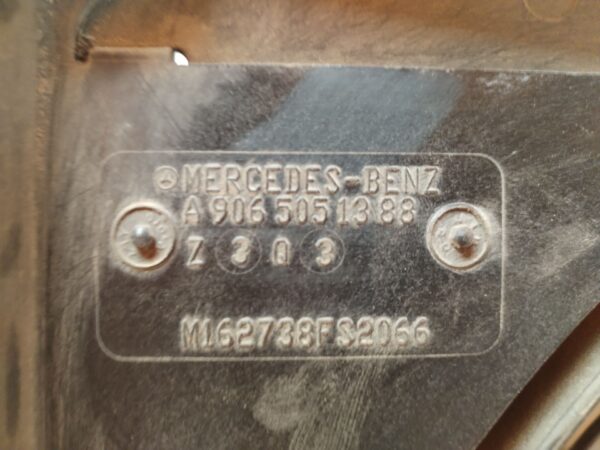 MERCEDES-BENZ
A 906 505 13 88
Z 3 0 3
M162738FS2066